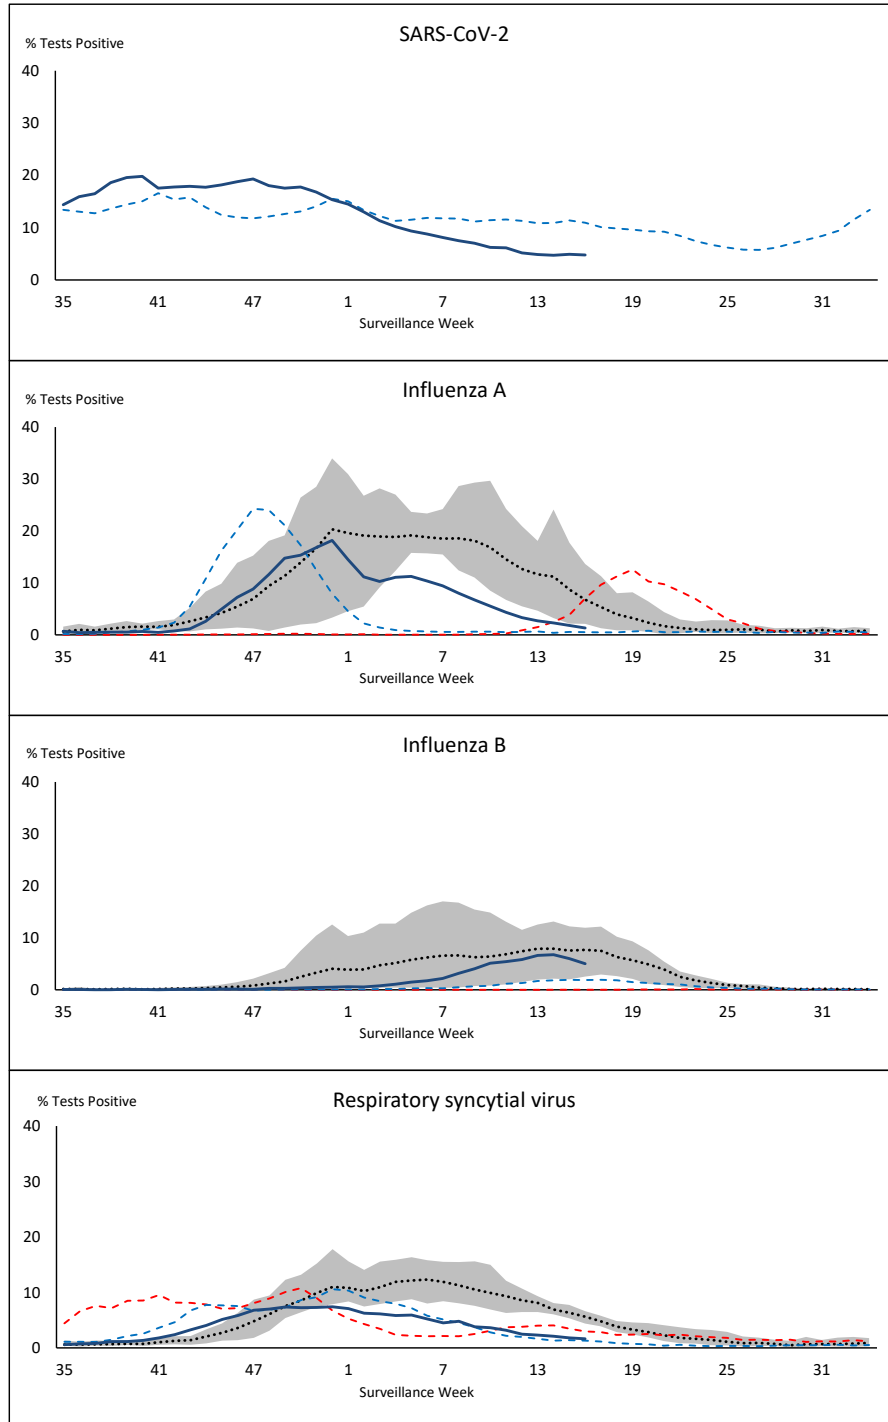 SARS-CoV-2
% Tests Positive
40
30
20
10
0
35 41 47 1 7 13 19 25 31
Surveillance Week
Influenza A
% Tests Positive
40
30
20
10
0
35 41 47 1 7 13 19 25 31
Surveillance Week
Influenza B
% Tests Positive
40
30
20
10
0
35 41 47 1 7 13 19 25 31
Surveillance Week
Respiratory syncytial virus
% Tests Positive
40
30
20
10
0
35 41 47 1 7 13 19 25 31
Surveillance Week